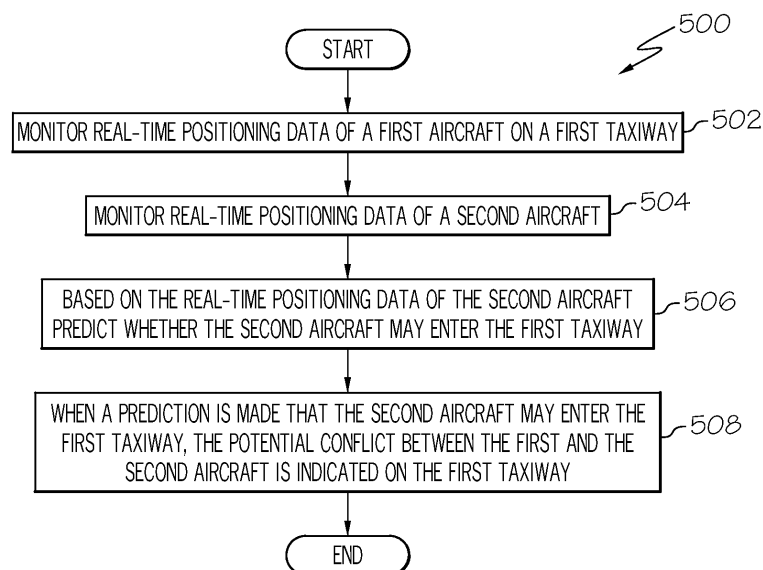 500
START
MONITOR REAL-TIME POSITIONING DATA OF A FIRST AIRCRAFT ON A FIRST TAXIWAY
502
MONITOR REAL-TIME POSITIONING DATA OF A SECOND AIRCRAFT
504
BASED ON THE REAL-TIME POSITIONING DATA OF THE SECOND AIRCRAFT
PREDICT WHETHER THE SECOND AIRCRAFT MAY ENTER THE FIRST TAXIWAY
506
WHEN A PREDICTION IS MADE THAT THE SECOND AIRCRAFT MAY ENTER THE
FIRST TAXIWAY, THE POTENTIAL CONFLICT BETWEEN THE FIRST AND THE
SECOND AIRCRAFT IS INDICATED ON THE FIRST TAXIWAY
508
END